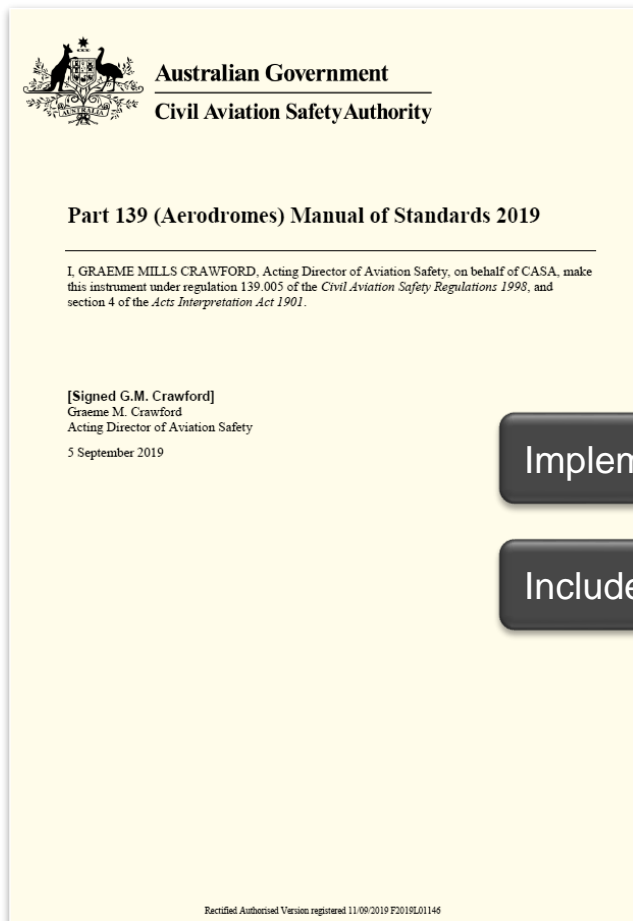 Australian Government
Civil Aviation Safety Authority
AUSTRALIA
Part 139 (Aerodromes) Manual of Standards 2019
I, GRAEME MILLS CRAWFORD, Acting Director of Aviation Safety, on behalf of CASA, make
this instrument under regulation 139.005 of the Civil Aviation Safety Regulations 1998, and
section 4 of the Acts Interpretation Act 1901.
[Signed G.M. Crawford]
Graeme M. Crawford
Acting Director of Aviation Safety
5 September 2019
Implem
Include
Rectified Authorised Version registered 11/09/2019 F2019L01146